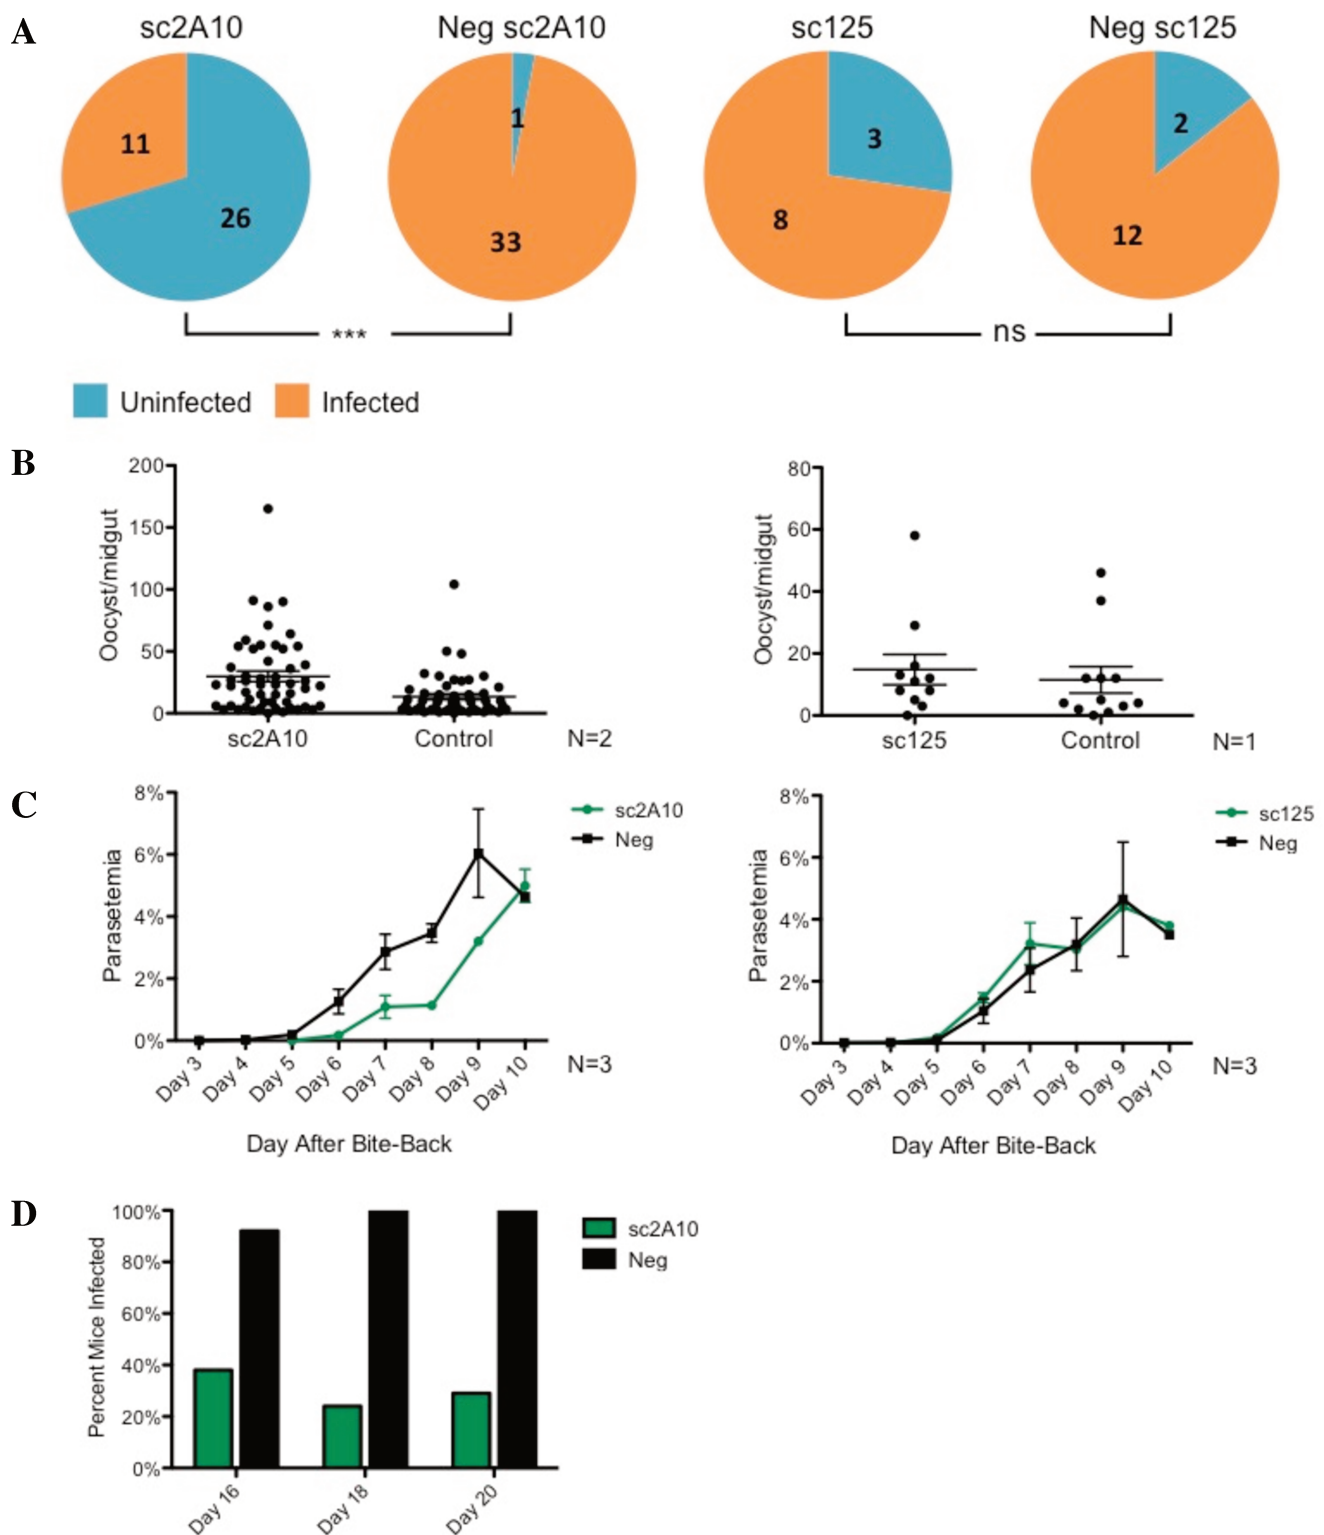 A
sc2A10 Neg sc2A10 sc125 Neg sc125
11 26 1 33 3 8 2 12
*** ns
Uninfected Infected
B
Oocyst/midgut
200
150
100
50
0
sc2A10 Control N=2
Oocyst/midgut
80
60
40
20
0
sc125 Control N=1
C
Parasetemia
8%
6%
4%
2%
0%
sc2A10
Neg
Day 3 Day 4 Day 5 Day 6 Day 7 Day 8 Day 9 Day 10
N=3
Day After Bite-Back
Parasetemia
8%
6%
4%
2%
0%
sc125
Neg
Day 3 Day 4 Day 5 Day 6 Day 7 Day 8 Day 9 Day 10
N=3
Day After Bite-Back
D
Percent Mice Infected
100%
80%
60%
40%
20%
0%
sc2A10
Neg
Day 16 Day 18 Day 20